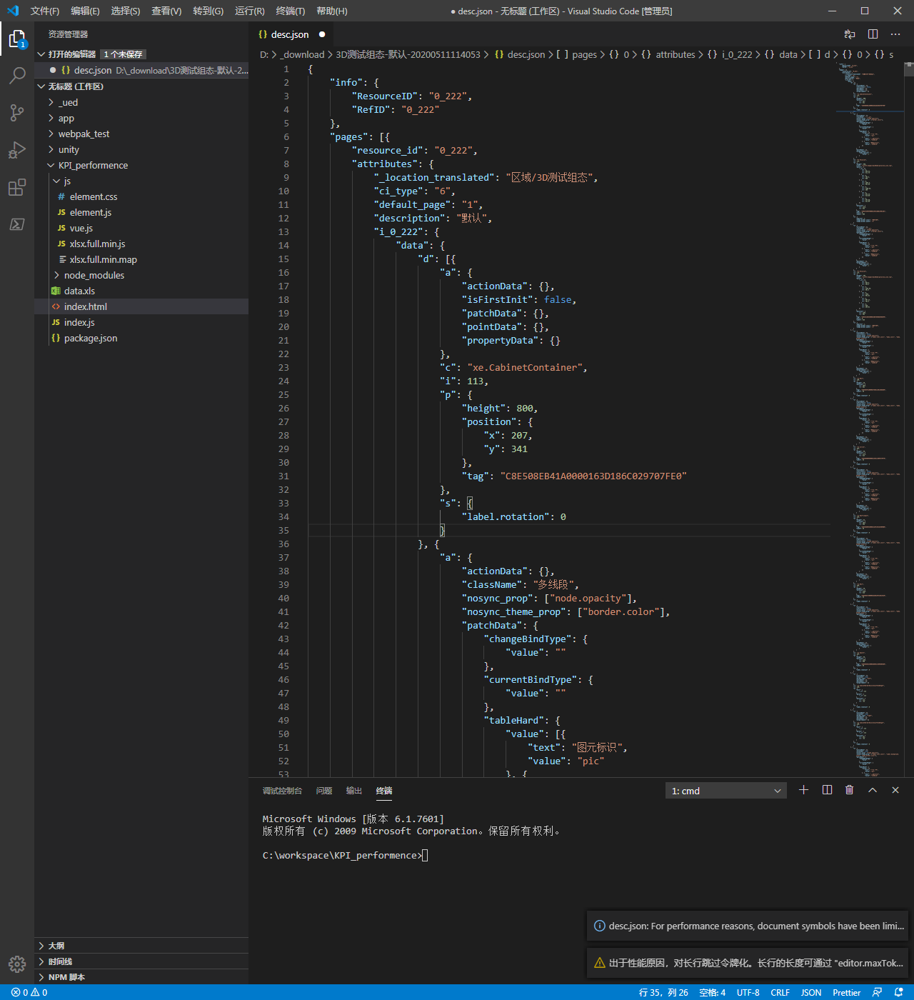 文件(F) 编辑(E) 选择(S) 查看(V) 转到(G) 运行(R) 终端(T) 帮助(H) ● desc.json - 无标题 (工作区) - Visual Studio Code [管理员]
资源管理器
打开的编辑器 1 个未保存
{} desc.json D:\_download\3D测试组态-默认-2...
无标题 (工作区)
_ued
app
webpak_test
unity
KPI_performence
js
# element.css
JS element.js
JS vue.js
JS xlsx.full.min.js
xlsx.full.min.map
node_modules
data.xls
<> index.html
JS index.js
{} package.json
大纲
时间线
NPM 脚本
1
{} desc.json ●
D: > _download > 3D测试组态-默认-20200511114053 > {} desc.json > [ ] pages > {} 0 > {} attributes > {} i_0_222 > {} data > [ ] d > {} 0 > {} s
1 {
2 "info": {
3 "ResourceID": "0_222",
4 "RefID": "0_222"
5 },
6 "pages": [{
7 "resource_id": "0_222",
8 "attributes": {
9 "_location_translated": "区域/3D测试组态",
10 "ci_type": "6",
11 "default_page": "1",
12 "description": "默认",
13 "i_0_222": {
14 "data": {
15 "d": [{
16 "a": {
17 "actionData": {},
18 "isFirstInit": false,
19 "patchData": {},
20 "pointData": {},
21 "propertyData": {}
22 },
23 "c": "xe.CabinetContainer",
24 "i": 113,
25 "p": {
26 "height": 800,
27 "position": {
28 "x": 207,
29 "y": 341
30 },
31 "tag": "C8E508EB41A0000163D186C029707FE0"
32 },
33 "s": {
34 "label.rotation": 0
35 }
36 }, {
37 "a": {
38 "actionData": {},
39 "className": "多线段",
40 "nosync_prop": ["node.opacity"],
41 "nosync_theme_prop": ["border.color"],
42 "patchData": {
43 "changeBindType": {
44 "value": ""
45 },
46 "currentBindType": {
47 "value": ""
48 },
49 "tableHard": {
50 "value": [{
51 "text": "图元标识",
52 "value": "pic"
53 }, {
调试控制台 问题 输出 终端 1: cmd
Microsoft Windows [版本 6.1.7601]
版权所有 (c) 2009 Microsoft Corporation。保留所有权利。
C:\workspace\KPI_performence>
desc.json: For performance reasons, document symbols have been limi...
出于性能原因，对长行跳过令牌化。长行的长度可通过 "editor.maxTok...
0 0 行 35，列 26 空格: 4 UTF-8 CRLF JSON Prettier